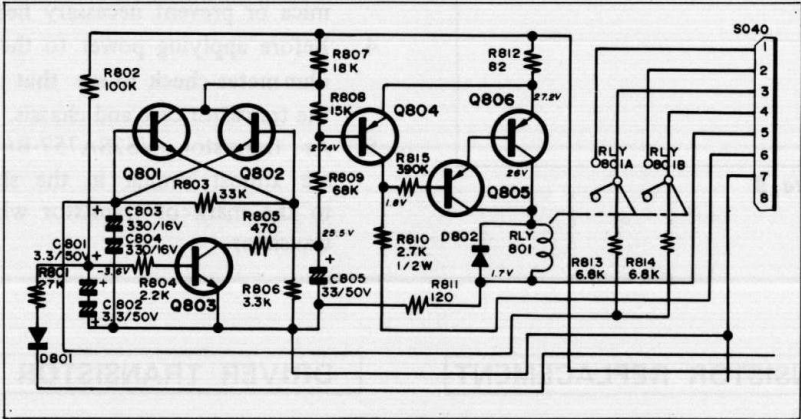 SO40
R802
100K
R807
18K
R812
82
1
2
3
4
5
6
7
8
R808
15K
Q804
Q806
27.2V
Q801
Q802
274V
R809
68K
R815
390K
1.8V
26V
Q805
RLY
801A
RLY
801B
R803
33K
C803
330/16V
C804
330/16V
R805
470
25.5V
R810
2.7K
1/2W
D802
RLY
801
C801
3.3/50V
-3.6V
R801
27K
R804
2.2K
Q803
R806
3.3K
C805
33/50V
R811
120
1.7V
R813
6.8K
R814
6.8K
C802
3.3/50V
D801